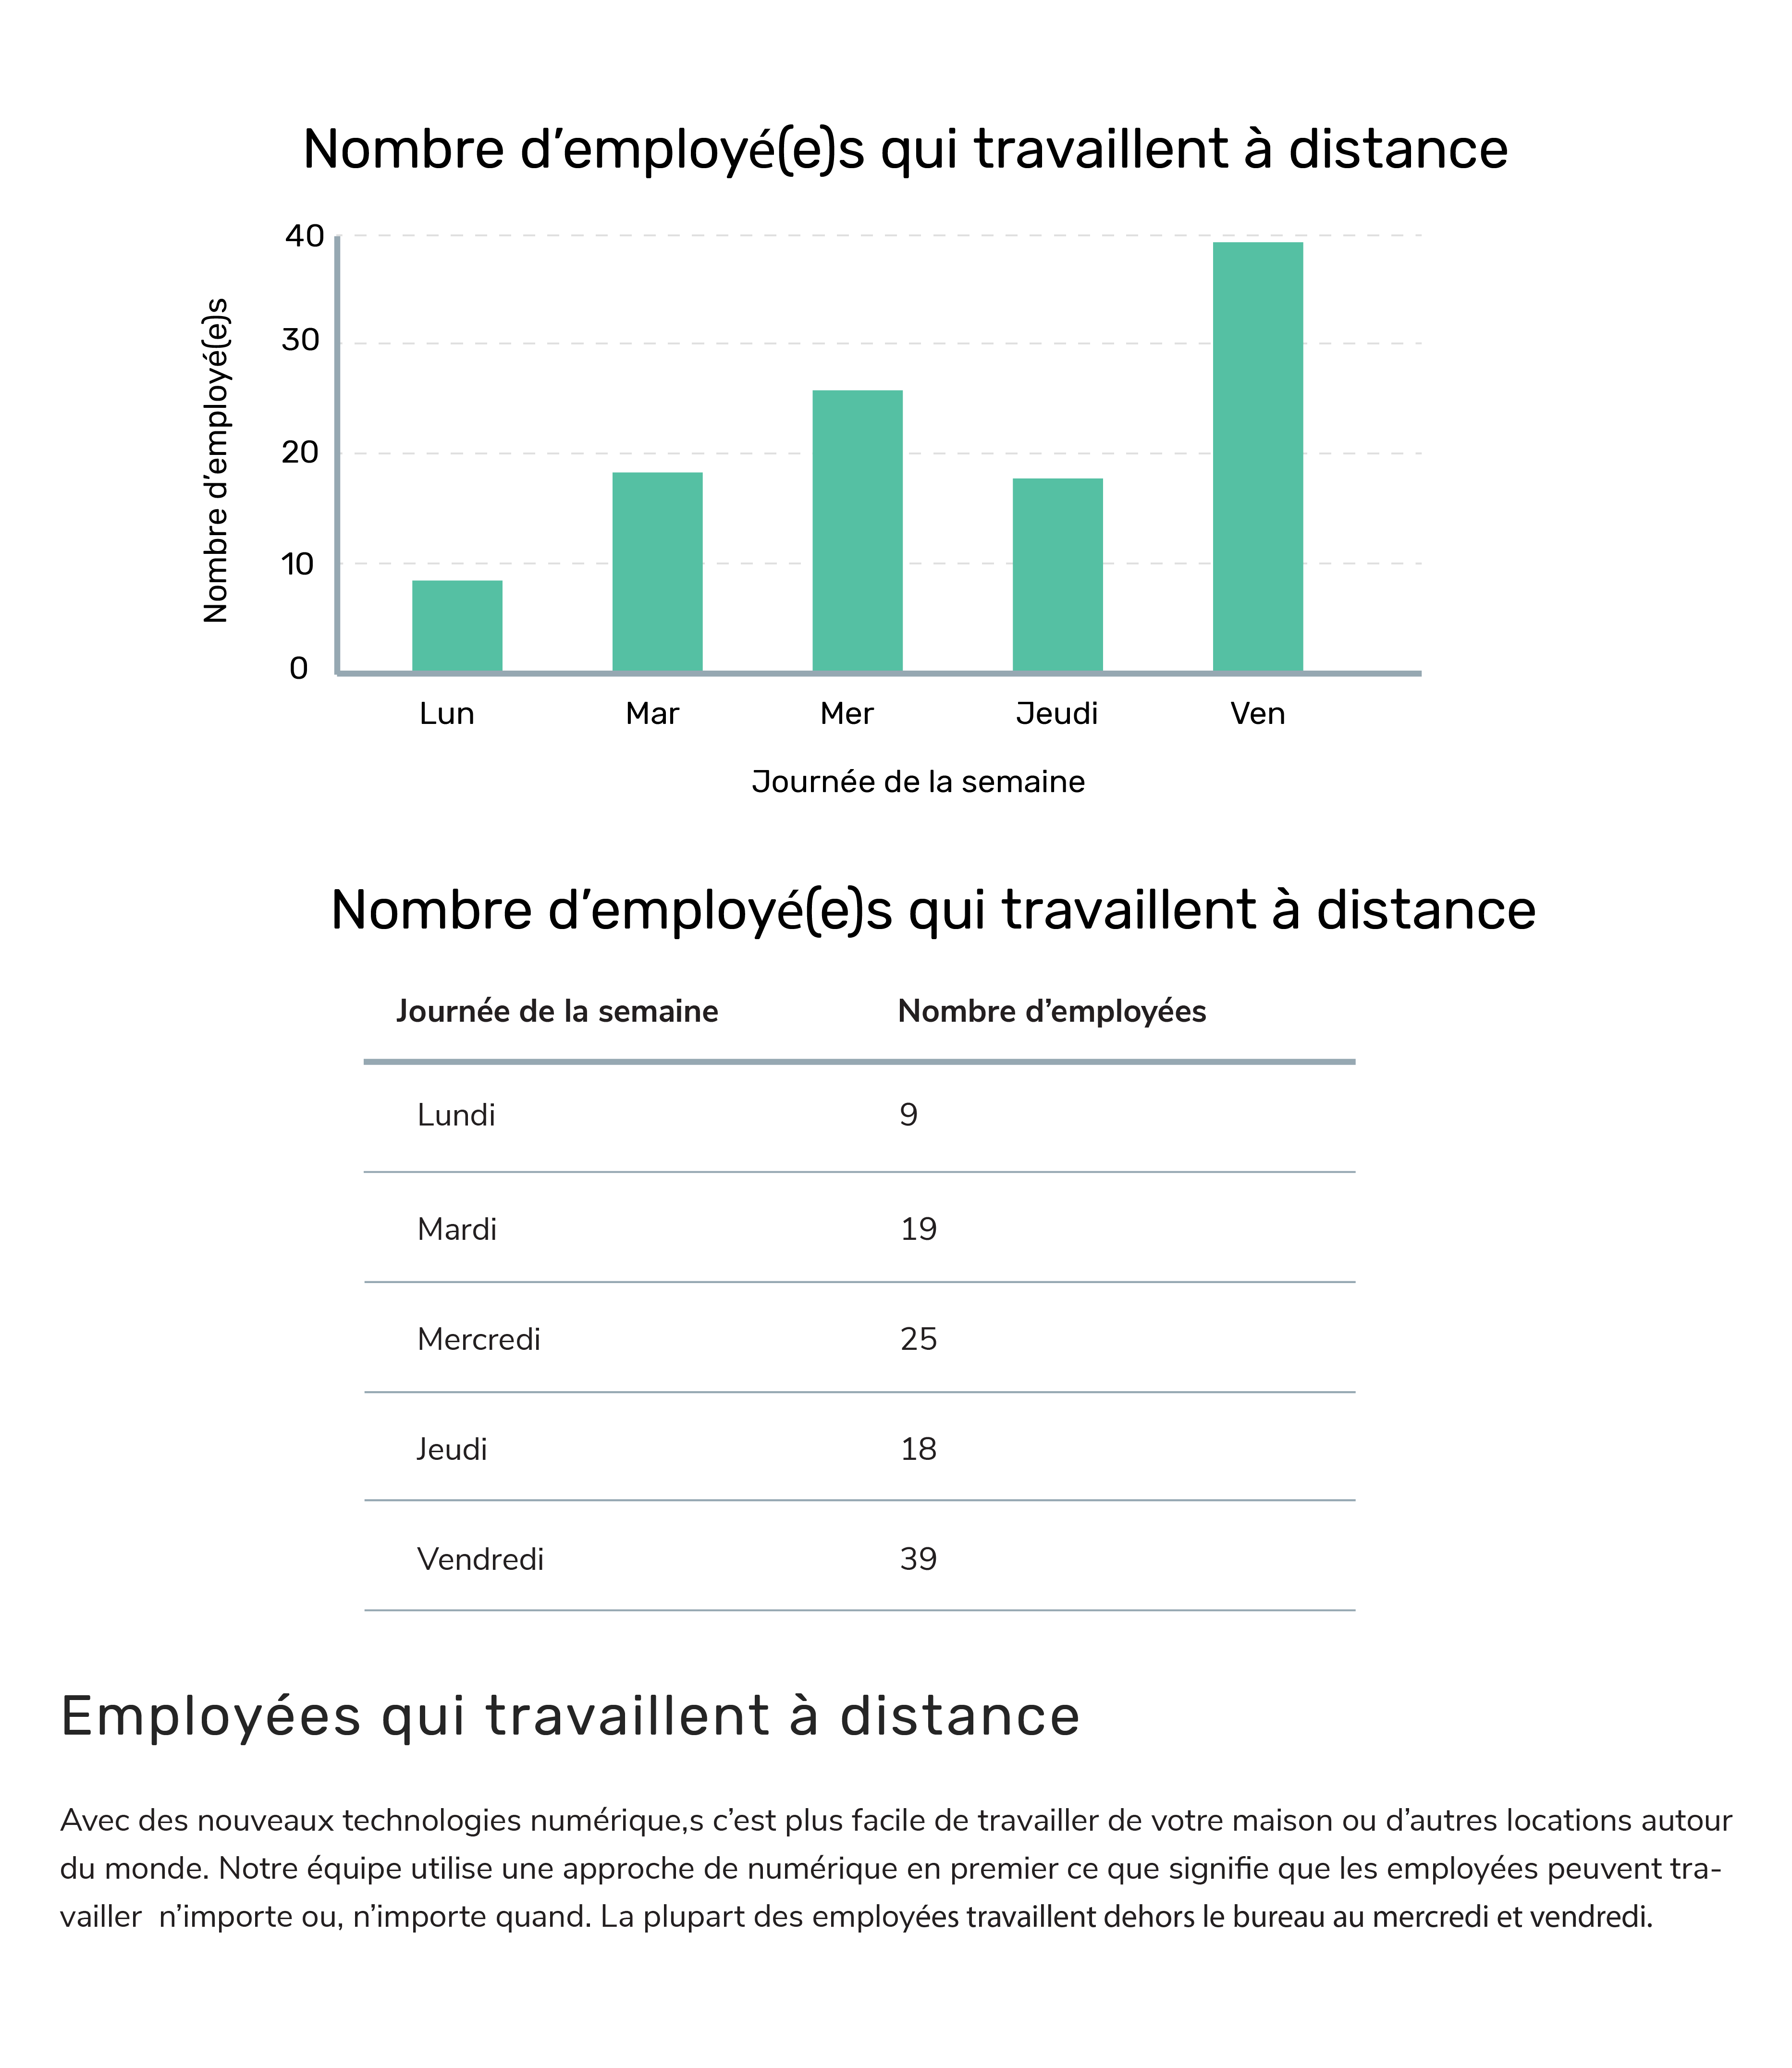 Nombre d’employé(e)s qui travaillent à distance
40
30
20
10
0
Nombre d’employé(e)s
Lun Mar Mer Jeudi Ven
Journée de la semaine
Nombre d’employé(e)s qui travaillent à distance
Journée de la semaine Nombre d’employées
Lundi 9
Mardi 19
Mercredi 25
Jeudi 18
Vendredi 39
Employées qui travaillent à distance
Avec des nouveaux technologies numérique,s c’est plus facile de travailler de votre maison ou d’autres locations autour
du monde. Notre équipe utilise une approche de numérique en premier ce que signifie que les employées peuvent tra-
vailler  n’importe ou, n’importe quand. La plupart des employées travaillent dehors le bureau au mercredi et vendredi.